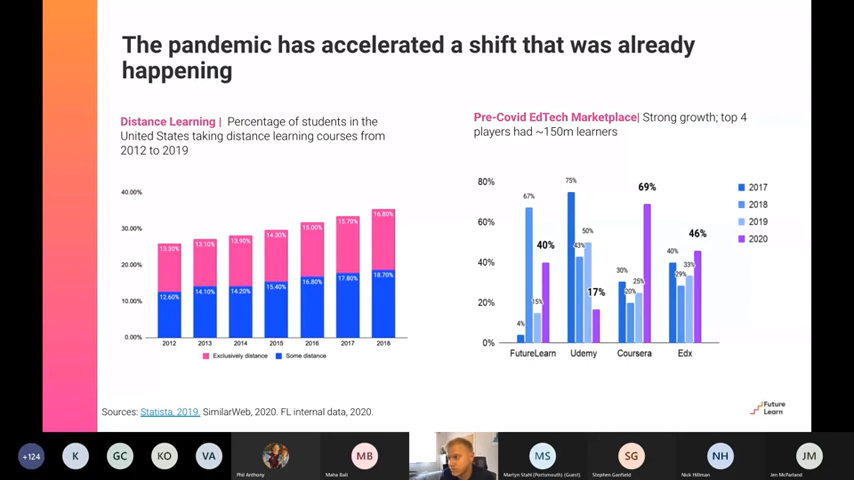 The pandemic has accelerated a shift that was already
happening
Distance Learning | Percentage of students in the
United States taking distance learning courses from
2012 to 2019
40.00%
30.00%
20.00%
10.00%
0.00%
13.30%
13.10%
13.90%
14.30%
15.00%
15.70%
16.80%
12.60%
14.10%
14.20%
15.40%
16.80%
17.80%
18.70%
2012
2013
2014
2015
2016
2017
2018
Exclusively distance
Some distance
Pre-Covid EdTech Marketplace| Strong growth; top 4
players had ~150m learners
80%
60%
40%
20%
0%
4%
67%
15%
40%
75%
43%
50%
17%
30%
20%
25%
69%
40%
29%
33%
46%
FutureLearn
Udemy
Coursera
Edx
2017
2018
2019
2020
Sources: Statista, 2019. SimilarWeb, 2020. FL internal data, 2020.
Future
Learn
+124
K
GC
KO
VA
Phil Anthony
MB
Maha Bali
MS
Martyn Stahl (Portsmouth) (Guest)
SG
Stephen Ganfield
NH
Nick Hillman
JM
Jim McParland